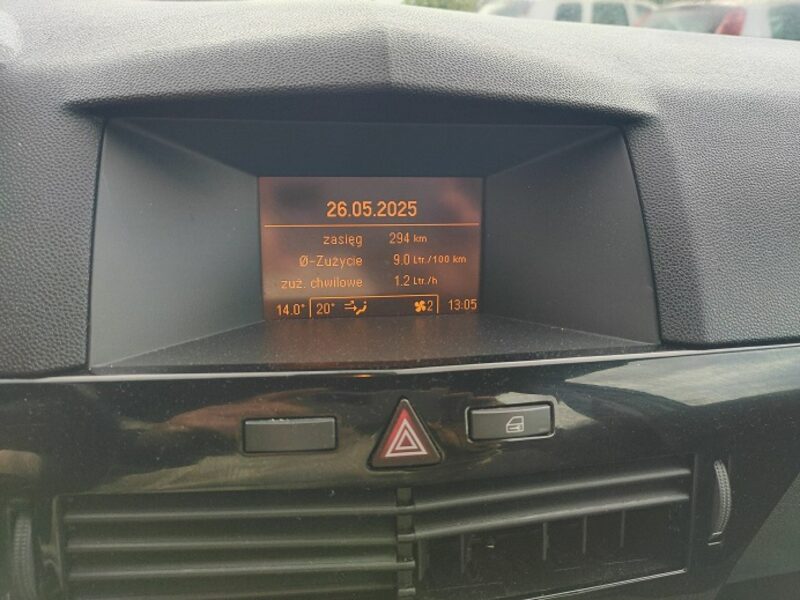 26.05.2025
zasięg 294 km
Ø-Zużycie 9.0 Ltr./100 km
zuż. chwilowe 1.2 Ltr./h
14.0° 20° 2 13:05